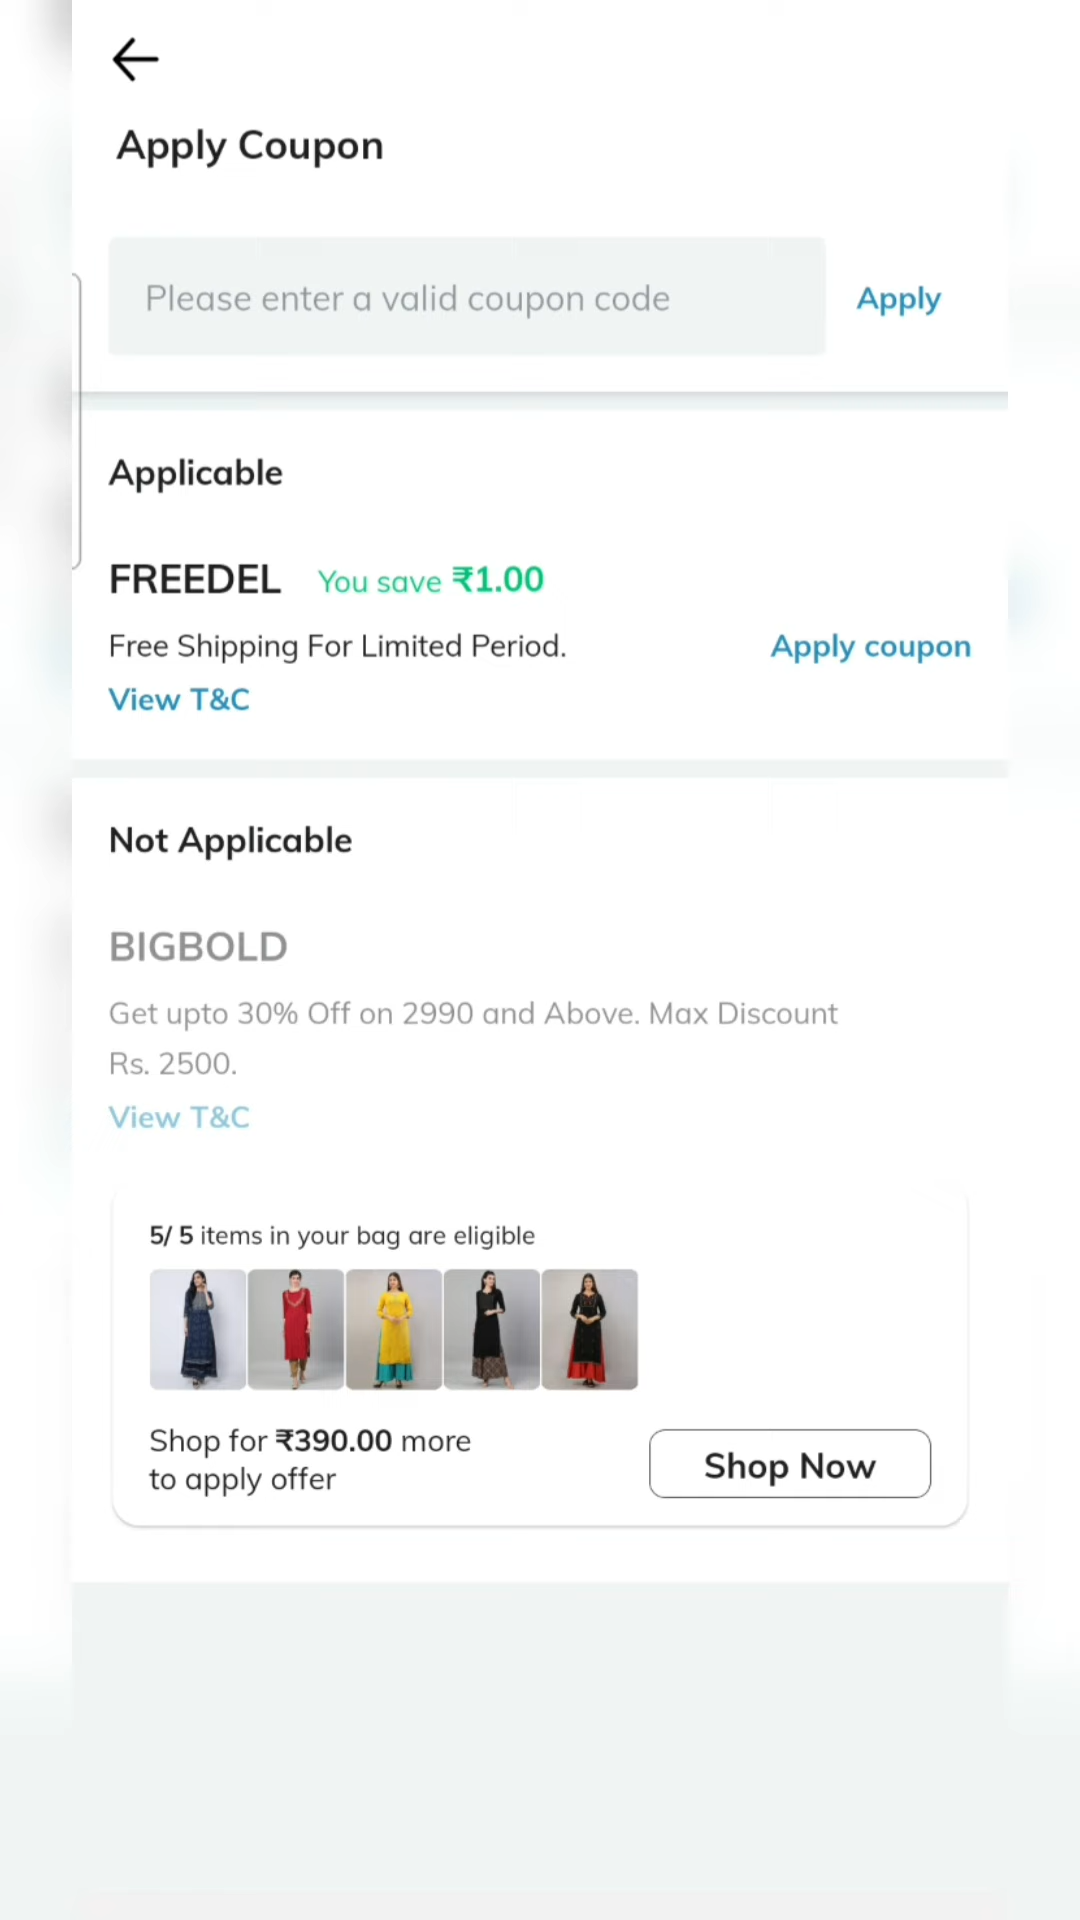 Apply Coupon
Please enter a valid coupon code
Apply
Applicable
FREEDEL You save ₹1.00
Free Shipping For Limited Period.
Apply coupon
View T&C
Not Applicable
BIGBOLD
Get upto 30% Off on 2990 and Above. Max Discount
Rs. 2500.
View T&C
5/ 5 items in your bag are eligible
Shop for ₹390.00 more
to apply offer
Shop Now